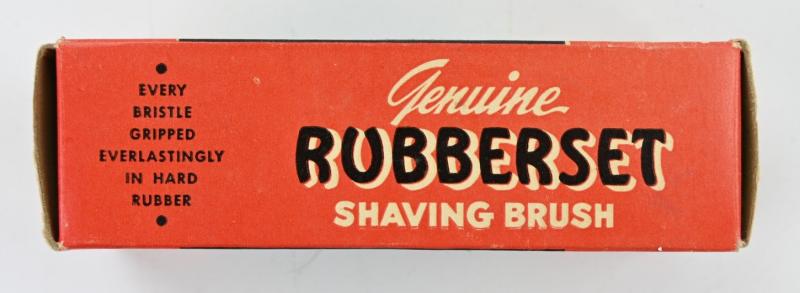 EVERY
BRISTLE
GRIPPED
EVERLASTINGLY
IN HARD
RUBBER
Genuine
RUBBERSET
SHAVING BRUSH